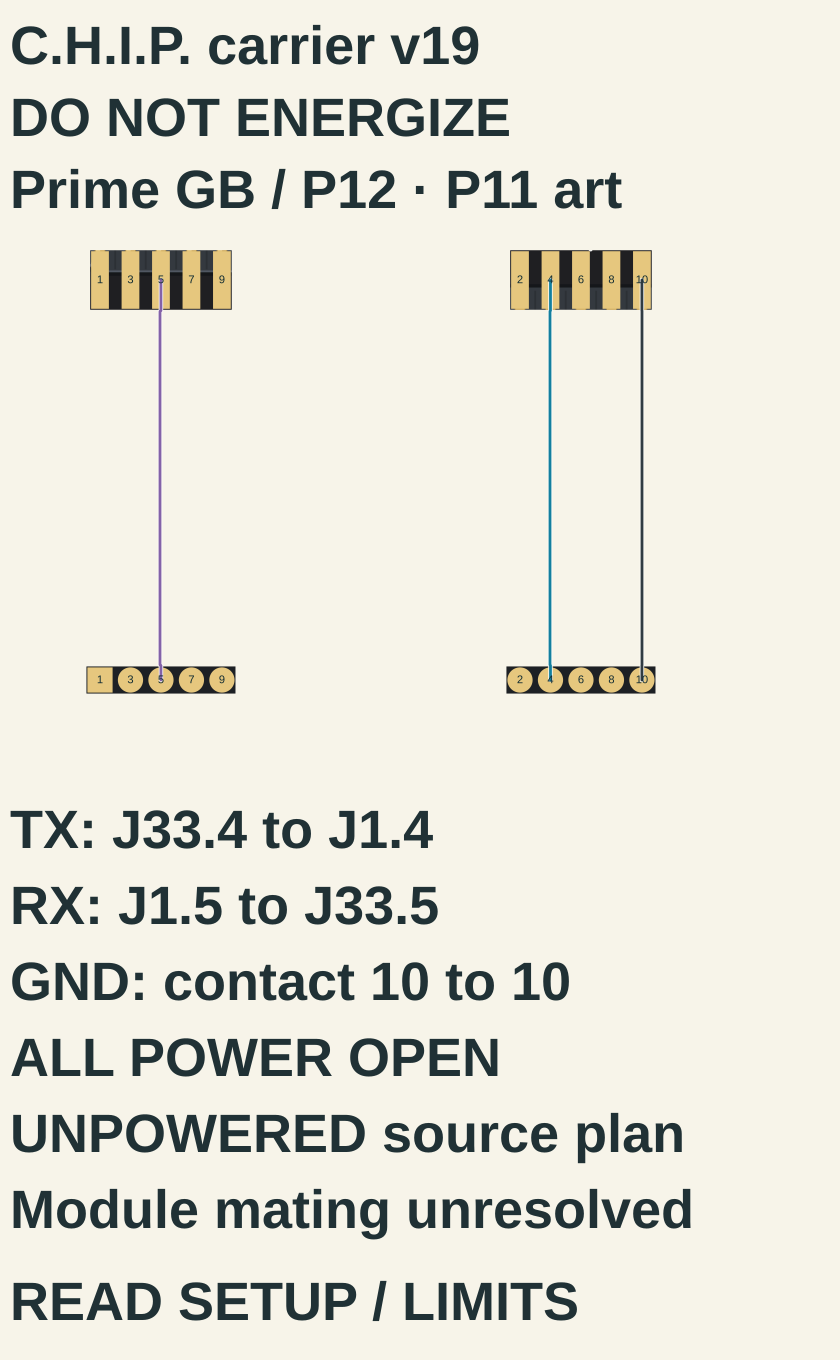 C.H.I.P. carrier v19
DO NOT ENERGIZE
Prime GB / P12 · P11 art
1 3 5 7 9 2 4 6 8 10
1 3 5 7 9 2 4 6 8 10
TX: J33.4 to J1.4
RX: J1.5 to J33.5
GND: contact 10 to 10
ALL POWER OPEN
UNPOWERED source plan
Module mating unresolved
READ SETUP / LIMITS